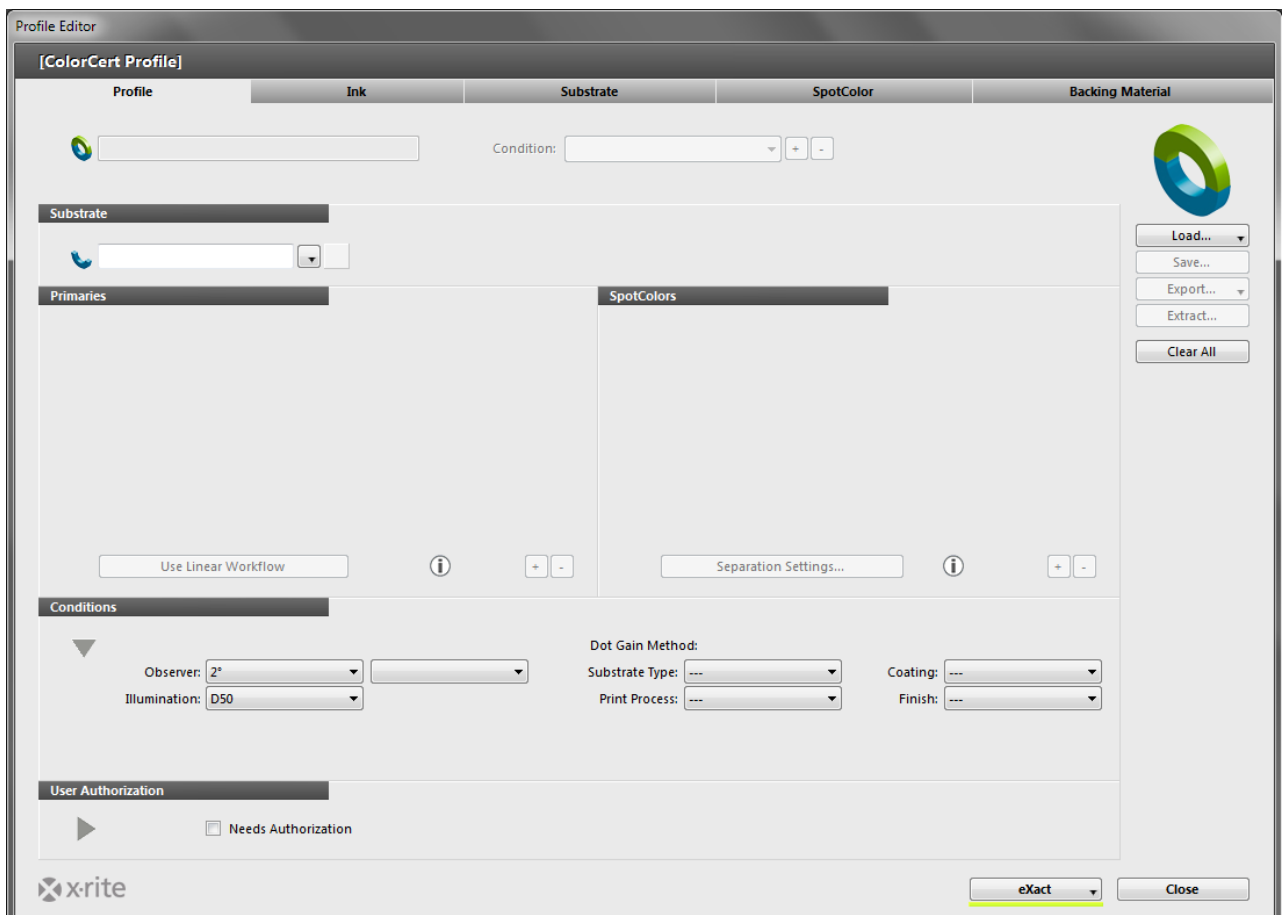 Profile Editor
[ColorCert Profile]
Profile Ink Substrate SpotColor Backing Material
Condition: + -
Substrate
Load...
Save...
Primaries SpotColors
Export...
Extract...
Clear All
Use Linear Workflow i + - Separation Settings... i + -
Conditions
Dot Gain Method:
Observer: 2° Substrate Type: --- Coating: ---
Illumination: D50 Print Process: --- Finish: ---
User Authorization
Needs Authorization
x·rite eXact Close